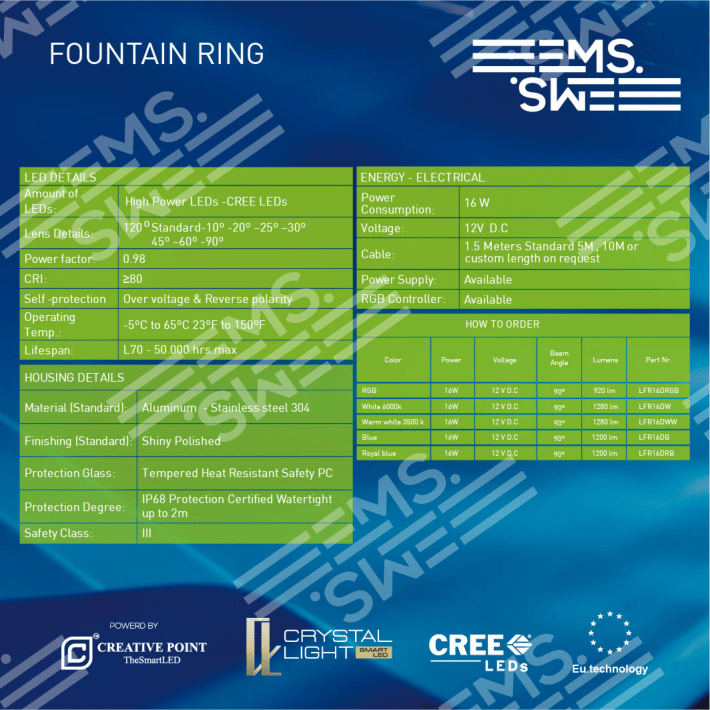 FOUNTAIN RING
EMS.
SWE
LED DETAILS
Amount of LEDs: High Power LEDs -CREE LEDs
Lens Details: 120° Standard-10° -20° –25° –30°
45° –60° -90°
Power factor: 0.98
CRI: ≥80
Self -protection Over voltage & Reverse polarity
Operating Temp.: -5°C to 65°C 23°F to 150°F
Lifespan: L70 - 50.000.hrs.max
HOUSING DETAILS
Material (Standard): Aluminum - Stainless steel 304
Finishing (Standard): Shiny Polished
Protection Glass: Tempered Heat Resistant Safety PC
Protection Degree: IP68 Protection Certified Watertight
up to 2m
Safety Class: III
ENERGY - ELECTRICAL
Power Consumption: 16 W
Voltage: 12V D.C
Cable: 1.5 Meters Standard 5M , 10M or
custom length on request
Power Supply: Available
RGB Controller: Available
HOW TO ORDER
Color Power Voltage Beam Angle Lumens Part Nr.
RGB 16W 12 V D.C 90° 920 lm LFR16DRGB
White 6000k 16W 12 V D.C 90° 1280 lm LFR16DW
Warm white 3500 k 16W 12 V D.C 90° 1280 lm LFR16DWW
Blue 16W 12 V D.C 90° 1200 lm LFR16DB
Royal blue 16W 12 V D.C 90° 1200 lm LFR16DRB
POWERD BY
CREATIVE POINT
TheSmartLED
CRYSTAL
LIGHT SMART LED
CREE
LEDs
Eu.technology